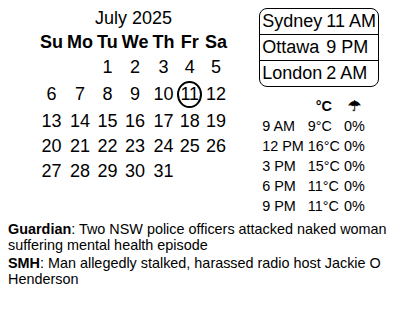 July 2025
Su Mo Tu We Th Fr Sa
1 2 3 4 5
6 7 8 9 10 11 12
13 14 15 16 17 18 19
20 21 22 23 24 25 26
27 28 29 30 31
Sydney 11 AM
Ottawa 9 PM
London 2 AM
°C ☂
9 AM 9°C 0%
12 PM 16°C 0%
3 PM 15°C 0%
6 PM 11°C 0%
9 PM 11°C 0%
Guardian: Two NSW police officers attacked naked woman
suffering mental health episode
SMH: Man allegedly stalked, harassed radio host Jackie O
Henderson